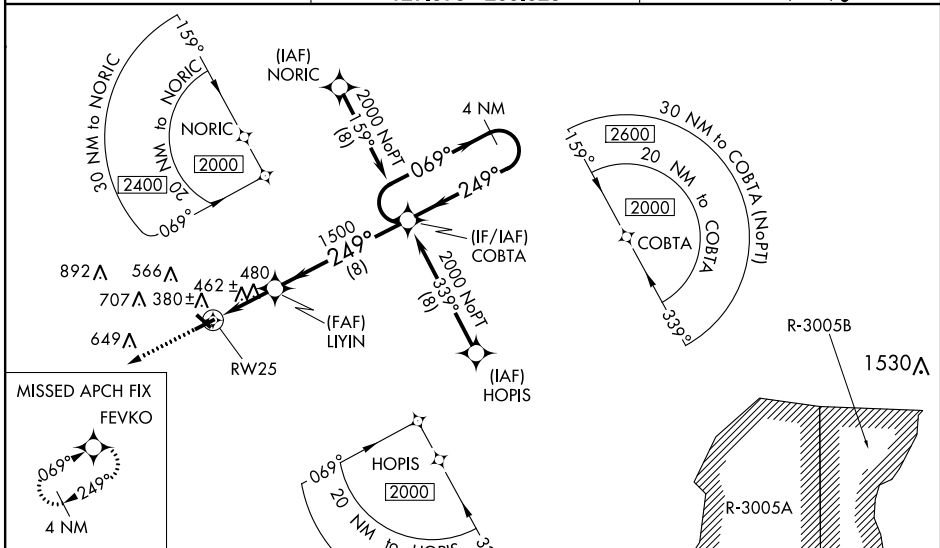 (IAF)
NORIC
2000 NoPT
159°
(8)
4 NM
069°
249°
30 NM to NORIC
20 NM to NORIC
159°
NORIC
2000
2400
069°
30 NM to COBTA (NoPT)
2600
159°
20 NM to COBTA
2000
COBTA
339°
(IF/IAF)
COBTA
1500
249°
(8)
2000 NoPT
339°
(8)
(IAF)
HOPIS
892
566
480
462 ±
707
380 ±
649
(FAF)
LIYIN
RW25
R-3005B
1530
R-3005A
MISSED APCH FIX
FEVKO
069°
249°
4 NM
069°
HOPIS
2000
20 NM to HOPIS